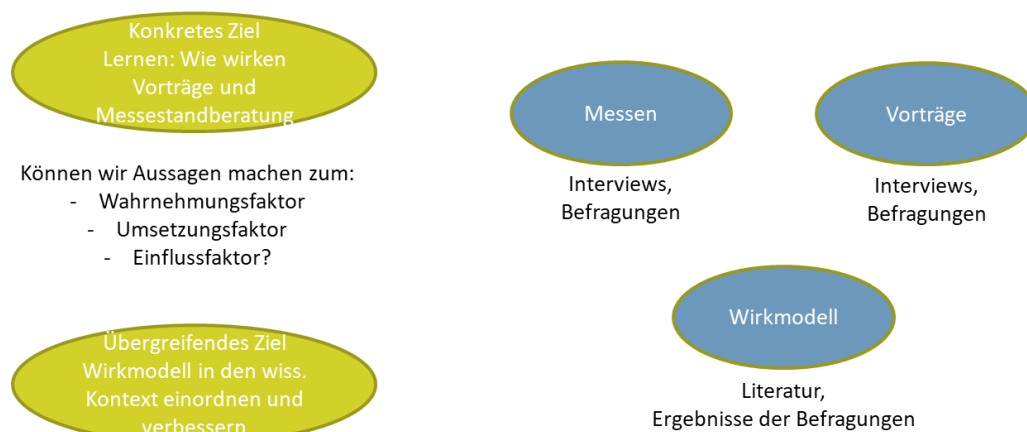 Konkretes Ziel
Lernen: Wie wirken
Vorträge und
Messestandberatung
Können wir Aussagen machen zum:
- Wahrnehmungsfaktor
- Umsetzungsfaktor
- Einflussfaktor?
Übergreifendes Ziel
Wirkmodell in den wiss.
Kontext einordnen und
verbessern
Messen
Interviews,
Befragungen
Vorträge
Interviews,
Befragungen
Wirkmodell
Literatur,
Ergebnisse der Befragungen